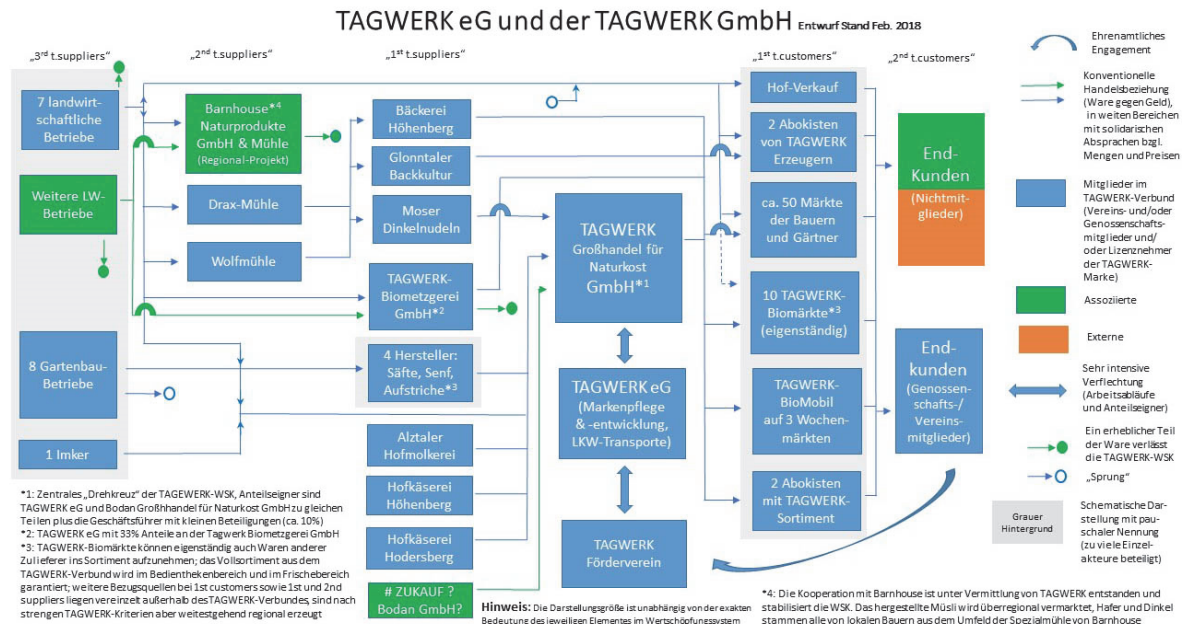 TAGWERK eG und der TAGWERK GmbH Entwurf Stand Feb. 2018
„3rd t.suppliers"
„2nd t.suppliers"
„1st t.suppliers"
„1st t.customers"
„2nd t.customers"
7 landwirt-
schaftliche
Betriebe
Weitere LW-
Betriebe
8 Gartenbau-
Betriebe
1 Imker
Barnhouse*4
Naturprodukte
GmbH & Mühle
(Regional-Projekt)
Drax-Mühle
Wolfmühle
Bäckerei
Höhenberg
Glonntaler
Backkultur
Moser
Dinkelnudeln
TAGWERK-
Biometzgerei
GmbH*2
4 Hersteller:
Säfte, Senf,
Aufstriche*3
Alztaler
Hofmolkerei
Hofkäserei
Höhenberg
Hofkäserei
Hodersberg
# ZUKAUF ?
Bodan GmbH?
TAGWERK
Großhandel für
Naturkost
GmbH*1
TAGWERK eG
(Markenpflege
& -entwicklung,
LKW-Transporte)
TAGWERK
Förderverein
Hof-Verkauf
2 Abokisten
von TAGWERK
Erzeugern
ca. 50 Märkte
der Bauern
und Gärtner
10 TAGWERK-
Biomärkte*3
(eigenständig)
TAGWERK-
BioMobil
auf 3 Wochen-
märkten
2 Abokisten
mit TAGWERK-
Sortiment
End-
Kunden
(Nichtmit-
glieder)
End-
kunden
(Genossen-
schafts-/
Vereins-
mitglieder)
Ehrenamtliches
Engagement
Konventionelle
Handelsbeziehung
(Ware gegen Geld),
in weiten Bereichen
mit solidarischen
Absprachen bzgl.
Mengen und Preisen
Mitglieder im
TAGWERK-Verbund
(Vereins- und/oder
Genossenschafts-
mitglieder und/
oder Lizenznehmer
der TAGWERK-
Marke)
Assoziierte
Externe
Sehr intensive
Verflechtung
(Arbeitsabläufe
und Anteilseigner)
Ein erheblicher Teil
der Ware verlässt
die TAGWERK-WSK
„Sprung"
Grauer
Hintergrund
Schematische Dar-
stellung mit pau-
schaler Nennung
(zu viele Einzel-
akteure beteiligt)
*1: Zentrales „Drehkreuz" der TAGEWERK-WSK, Anteilseigner sind
TAGWERK eG und Bodan Großhandel für Naturkost GmbH zu gleichen
Teilen plus die Geschäftsführer mit kleinen Beteiligungen (ca. 10%)
*2: TAGWERK eG mit 33% Anteile an der Tagwerk Biometzgerei GmbH
*3: TAGWERK-Biomärkte können eigenständig auch Waren anderer
Zulieferer ins Sortiment aufzunehmen; das Vollsortiment aus dem
TAGWERK-Verbund wird im Bedienthekenbereich und im Frischebereich
garantiert; weitere Bezugsquellen bei 1st customers sowie 1st und 2nd
suppliers liegen vereinzelt außerhalb des TAGWERK-Verbundes, sind nach
strengen TAGWERK-Kriterien aber weitestgehend regional erzeugt
Hinweis: Die Darstellungsgröße ist unabhängig von der exakten
Bedeutung des jeweiligen Elementes im Wertschöpfungssystem
*4: Die Kooperation mit Barnhouse ist unter Vermittlung von TAGWERK entstanden und
stabilisiert die WSK. Das hergestellte Müsli wird überregional vermarktet, Hafer und Dinkel
stammen alle von lokalen Bauern aus dem Umfeld der Spezialmühle von Barnhouse